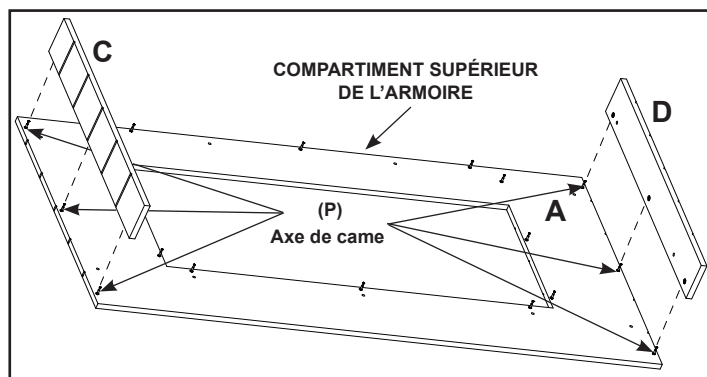 C
COMPARTIMENT SUPÉRIEUR
DE L’ARMOIRE
D
A
(P)
Axe de came